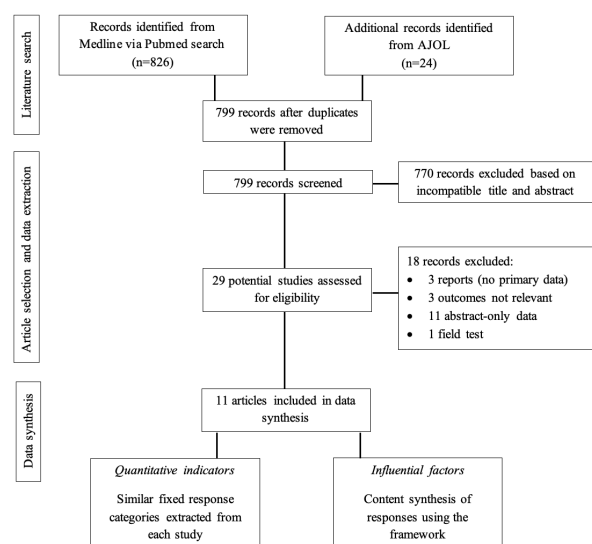 Literature search
Records identified from
Medline via Pubmed search
(n=826)
Additional records identified
from AJOL
(n=24)
799 records after duplicates
were removed
Article selection and data extraction
799 records screened
770 records excluded based on
incompatible title and abstract
29 potential studies assessed
for eligibility
18 records excluded:
• 3 reports (no primary data)
• 3 outcomes not relevant
• 11 abstract-only data
• 1 field test
Data synthesis
11 articles included in data
synthesis
Quantitative indicators
Similar fixed response
categories extracted from
each study
Influential factors
Content synthesis of
responses using the
framework